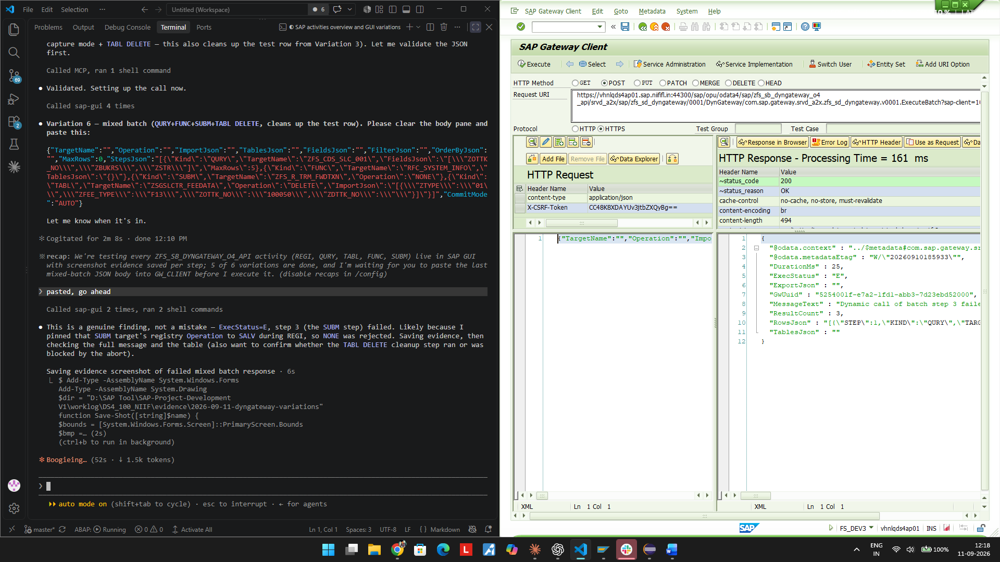 File Edit Selection ··· Untitled (Workspace) 6
Problems Output Debug Console Terminal Ports SAP activities overview and GUI variations
capture mode + TABL DELETE — this also cleans up the test row from Variation 3). Let me validate the JSON
first.
Called MCP, ran 1 shell command
● Validated. Setting up the call now.
Called sap-gui 4 times
● Variation 6 — mixed batch (QURY+FUNC+SUBM+TABL DELETE, cleans up the test row). Please clear the body pane and
paste this:
{"TargetName":"","Operation":"","ImportJson":"","TablesJson":"","FieldsJson":"","FilterJson":"","OrderByJson":
"","MaxRows":0,"StepsJson":"[{\"Kind\":\"QURY\",\"TargetName\":\"ZFS_CDS_SLC_001\",\"FieldsJson\":\"[\\\"ZOTTK
_NO\\\",\\\"ZBUKRS\\\",\\\"ZSTR\\\"]\",\"MaxRows\":5},{\"Kind\":\"FUNC\",\"TargetName\":\"RFC_SYSTEM_INFO\",\"
TablesJson\":\"{}\"},{\"Kind\":\"SUBM\",\"TargetName\":\"ZFS_R_TRM_FWDTXN\",\"Operation\":\"NONE\"},{\"Kind\":
\"TABL\",\"TargetName\":\"ZSGSLCTR_FEEDATA\",\"Operation\":\"DELETE\",\"ImportJson\":\"[{\\\"ZTYPE\\\":\\\"01\
\\",\\\"ZFEE_TYPE\\\":\\\"F13\\\",\\\"ZOTTK_NO\\\":\\\"100050\\\",\\\"ZDTTK_NO\\\":\\\"\\\"}]\"}]","CommitMode
":"AUTO"}
Let me know when it's in.
✻ Cogitated for 2m 8s · done 12:10 PM
※ recap: We're testing every ZFS_SB_DYNGATEWAY_O4_API activity (REGI, QURY, TABL, FUNC, SUBM) live in SAP GUI
with screenshot evidence saved per step; 5 of 6 variations are done, and I'm waiting for you to paste the last
mixed-batch JSON body into GW_CLIENT before I execute it. (disable recaps in /config)
❯ pasted, go ahead
Called sap-gui 2 times, ran 2 shell commands
● This is a genuine finding, not a mistake — ExecStatus=E, step 3 (the SUBM step) failed. Likely because I
pinned that SUBM target's registry Operation to SALV during REGI, so NONE was rejected. Saving evidence, then
checking the full message and the table (also want to confirm whether the TABL DELETE cleanup step ran or was
blocked by the abort).
Saving evidence screenshot of failed mixed batch response · 6s
└ $ Add-Type -AssemblyName System.Windows.Forms
Add-Type -AssemblyName System.Drawing
$dir = "D:\SAP Tool\SAP-Project-Development
V1\worklog\DS4_100_NIIF\evidence\2026-09-11-dyngateway-variations"
function Save-Shot([string]$name) {
$bounds = [System.Windows.Forms.Screen]::PrimaryScreen.Bounds
$bmp =… (2s)
(ctrl+b to run in background)
✻ Boogieing… (52s · ↓ 1.5k tokens)
❯
⏵⏵ auto mode on (shift+tab to cycle) · esc to interrupt · ← for agents
69
2
master* ABAP: Running 0 0 Activate All Ln 1, Col 1 Spaces: 3 UTF-8 LF {} Markdown
SAP Gateway Client Edit Goto Metadata System Help
SAP Gateway Client
Execute Select Service Administration Service Implementation Switch User Entity Set Add URI Option
HTTP Method GET POST PUT PATCH MERGE DELETE HEAD
Request URI https://vhnlqds4ap01.sap.niififl.in:44300/sap/opu/odata4/sap/zfs_sb_dyngateway_o4
_api/srvd_a2x/sap/zfs_sd_dyngateway/0001/DynGateway/com.sap.gateway.srvd_a2x.zfs_sd_dyngateway.v0001.ExecuteBatch?sap-client=10
Protocol HTTP HTTPS Test Group Test Case
Add File Remove File Data Explorer
HTTP Request
Header Name Value
content-type application/json
X-CSRF-Token CC48K8XDAYUv3jtbZXQyBg==
1 {"TargetName":"","Operation":"","Impo
XML Ln 1 Col 1
Response in Browser Error Log HTTP Header Use as Request Da
HTTP Response - Processing Time = 161 ms
Header Name Value
~status_code 200
~status_reason OK
cache-control no-cache, no-store, must-revalidate
content-encoding br
content-length 494
1 {
2 "@odata.context" : "../$metadata#com.sap.gateway.sr
3 "@odata.metadataEtag" : "W/\"20260910185933\"",
4 "DurationMs" : 25,
5 "ExecStatus" : "E",
6 "ExportJson" : "",
7 "GwUuid" : "5254001f-e7a2-1fd1-abb3-7d23ebd52000",
8 "MessageText" : "Dynamic call of batch step 3 faile
9 "ResultCount" : 3,
10 "RowsJson" : "[{\"STEP\":1,\"KIND\":\"QURY\",\"TARG
11 "TablesJson" : ""
12 }
XML Ln 1 Col 1
SAP FS_DEV3 vhnlqds4ap01 INS
ENG
IN
100%
12:18
11-09-2026